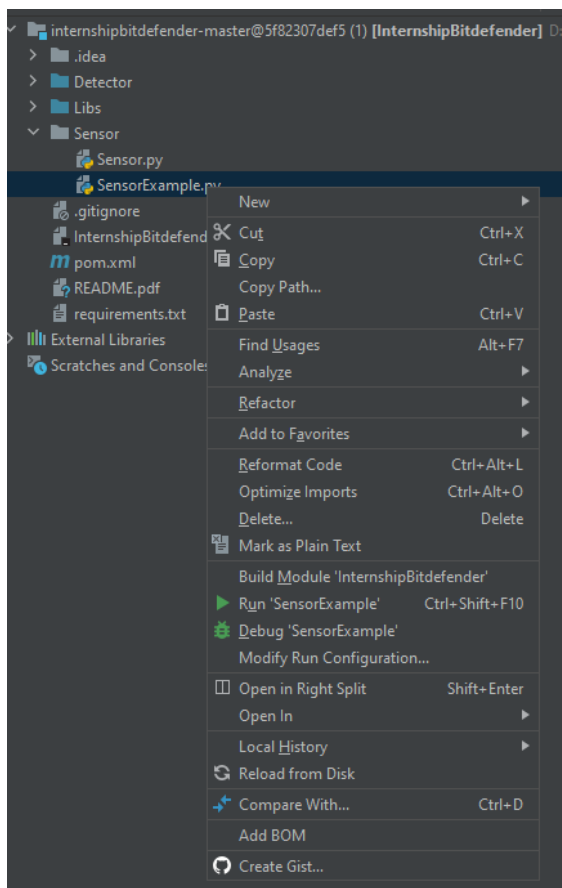 internshipbitdefender-master@5f82307def5 (1) [InternshipBitdefender] D:
.idea
Detector
Libs
Sensor
Sensor.py
SensorExample.py
.gitignore
InternshipBitdefend
m pom.xml
README.pdf
requirements.txt
External Libraries
Scratches and Consoles
New
Cut Ctrl+X
Copy Ctrl+C
Copy Path...
Paste Ctrl+V
Find Usages Alt+F7
Analyze
Refactor
Add to Favorites
Reformat Code Ctrl+Alt+L
Optimize Imports Ctrl+Alt+O
Delete... Delete
Mark as Plain Text
Build Module 'InternshipBitdefender'
Run 'SensorExample' Ctrl+Shift+F10
Debug 'SensorExample'
Modify Run Configuration...
Open in Right Split Shift+Enter
Open In
Local History
Reload from Disk
Compare With... Ctrl+D
Add BOM
Create Gist...